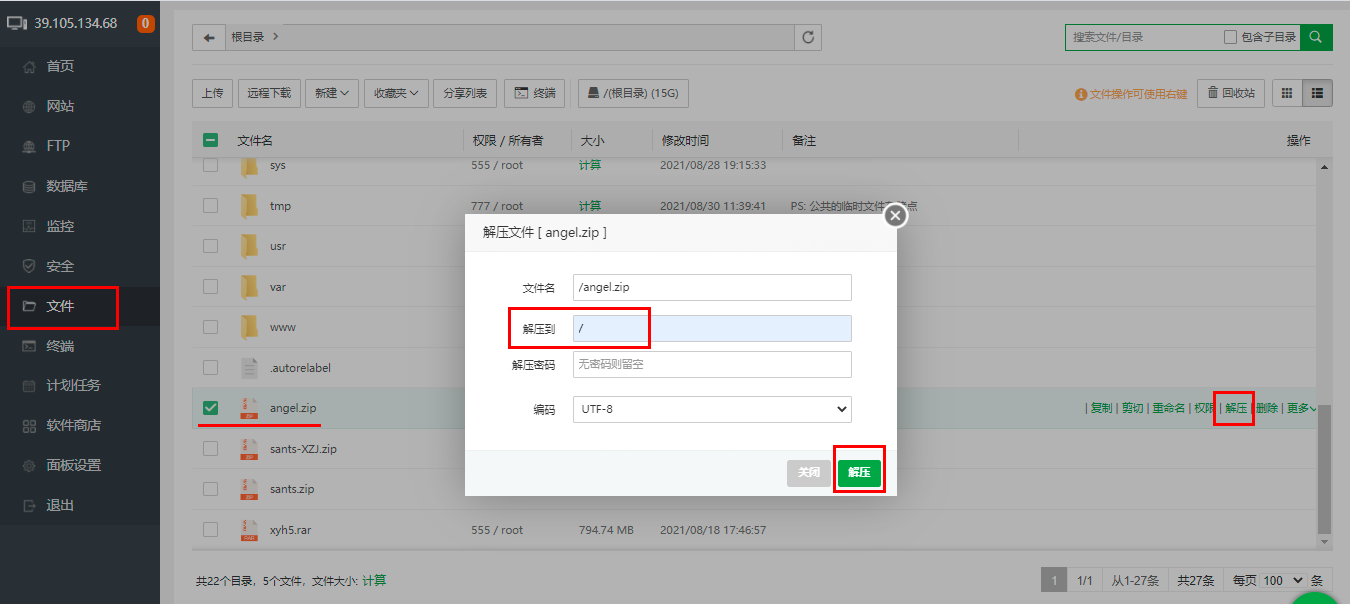 39.105.134.68 0
首页
网站
FTP
数据库
监控
安全
文件
终端
计划任务
软件商店
面板设置
退出
根目录
搜索文件/目录 包含子目录
上传 远程下载 新建 收藏夹 分享列表 终端 /(根目录) (15G) 文件操作可使用右键 回收站
文件名 权限 / 所有者 大小 修改时间 备注 操作
sys 555 / root 计算 2021/08/28 19:15:33
tmp 777 / root 计算 2021/08/30 11:39:41 PS: 公共的临时文件
usr
var
www
.autorelabel
angel.zip | 复制 | 剪切 | 重命名 | 权限 | 解压 | 删除 | 更多
sants-XZJ.zip
sants.zip
xyh5.rar 555 / root 794.74 MB 2021/08/18 17:46:57
解压文件 [ angel.zip ]
文件名 /angel.zip
解压到 /
解压密码 无密码则留空
编码 UTF-8
关闭 解压
共22个目录，5个文件，文件大小: 计算
1 1/1 从1-27条 共27条 每页 100 条